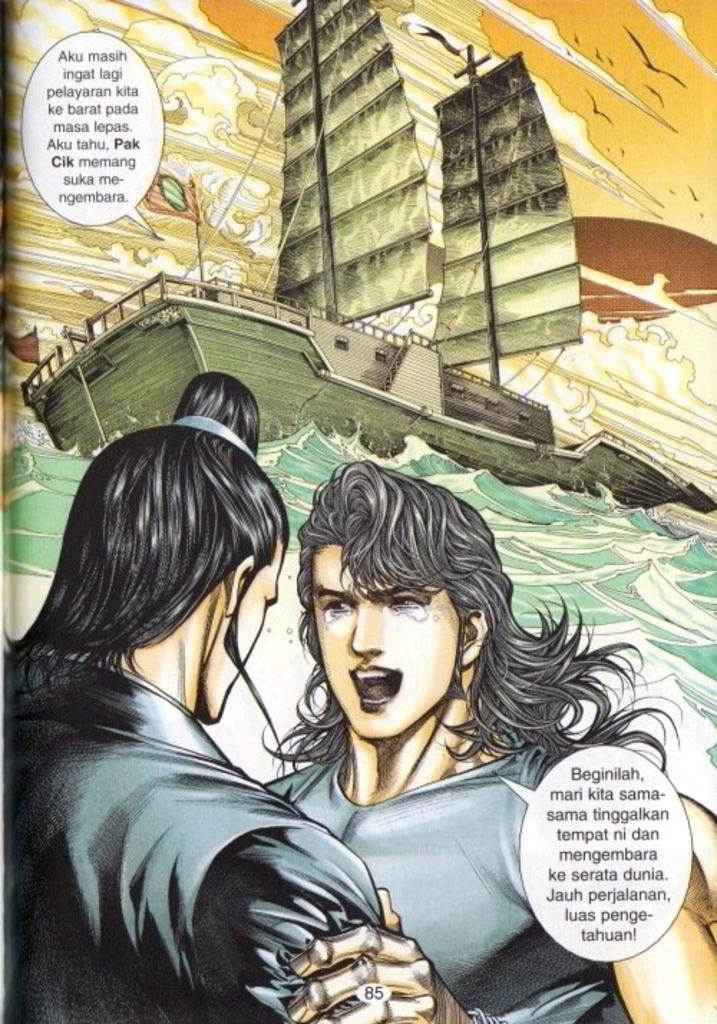 Aku masih
ingat lagi
pelayaran kita
ke barat pada
masa lepas.
Aku tahu, Pak
Cik memang
suka me-
ngembara.
Beginilah,
mari kita sama-
sama tinggalkan
tempat ni dan
mengembara
ke serata dunia.
Jauh perjalanan,
luas penge-
tahuan!
85